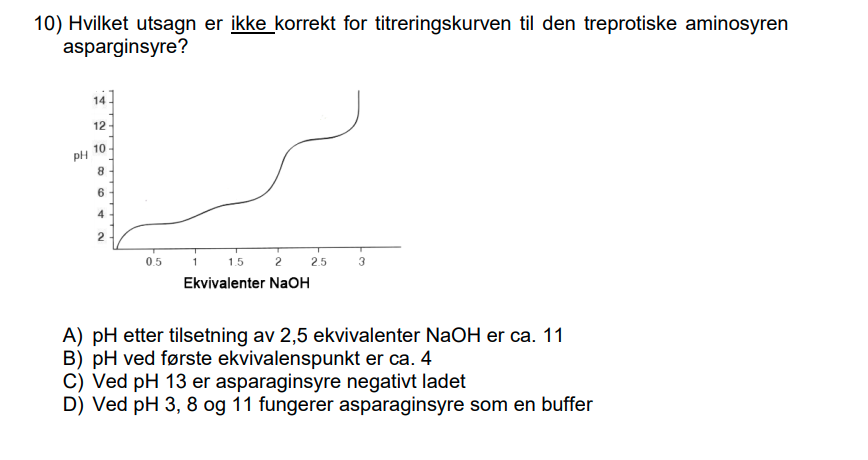 10) Hvilket utsagn er ikke korrekt for titreringskurven til den treprotiske aminosyren
asparginsyre?
14
12
10
pH
8
6
4
2
0.5 1 1.5 2 2.5 3
Ekvivalenter NaOH
A) pH etter tilsetning av 2,5 ekvivalenter NaOH er ca. 11
B) pH ved første ekvivalenspunkt er ca. 4
C) Ved pH 13 er asparaginsyre negativt ladet
D) Ved pH 3, 8 og 11 fungerer asparaginsyre som en buffer